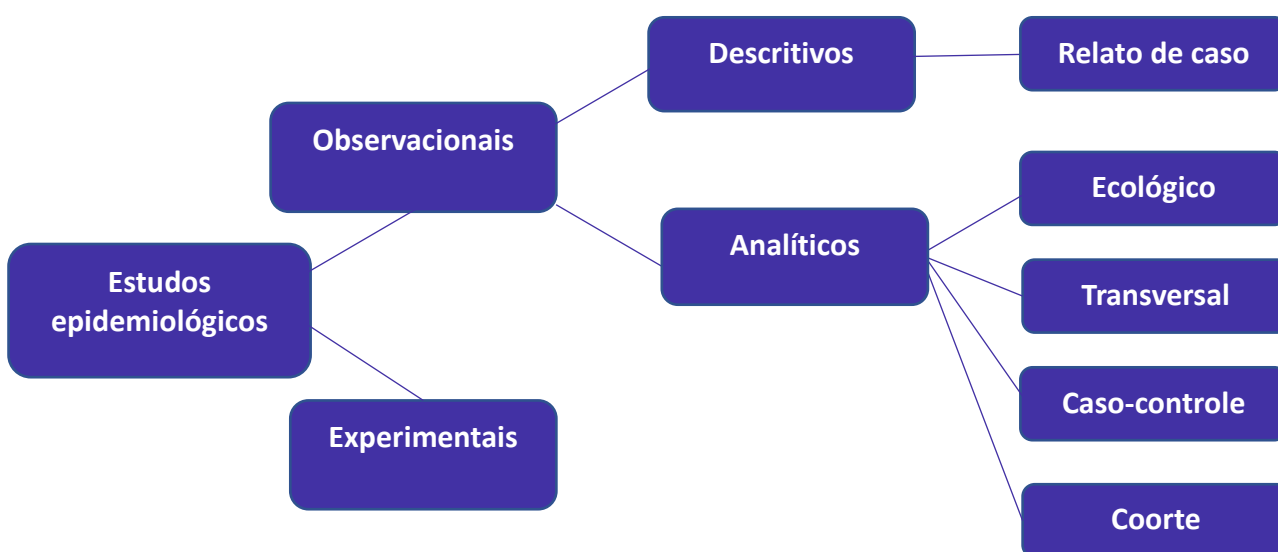 Descritivos
Relato de caso
Observacionais
Ecológico
Analíticos
Estudos
epidemiológicos
Transversal
Caso-controle
Experimentais
Coorte